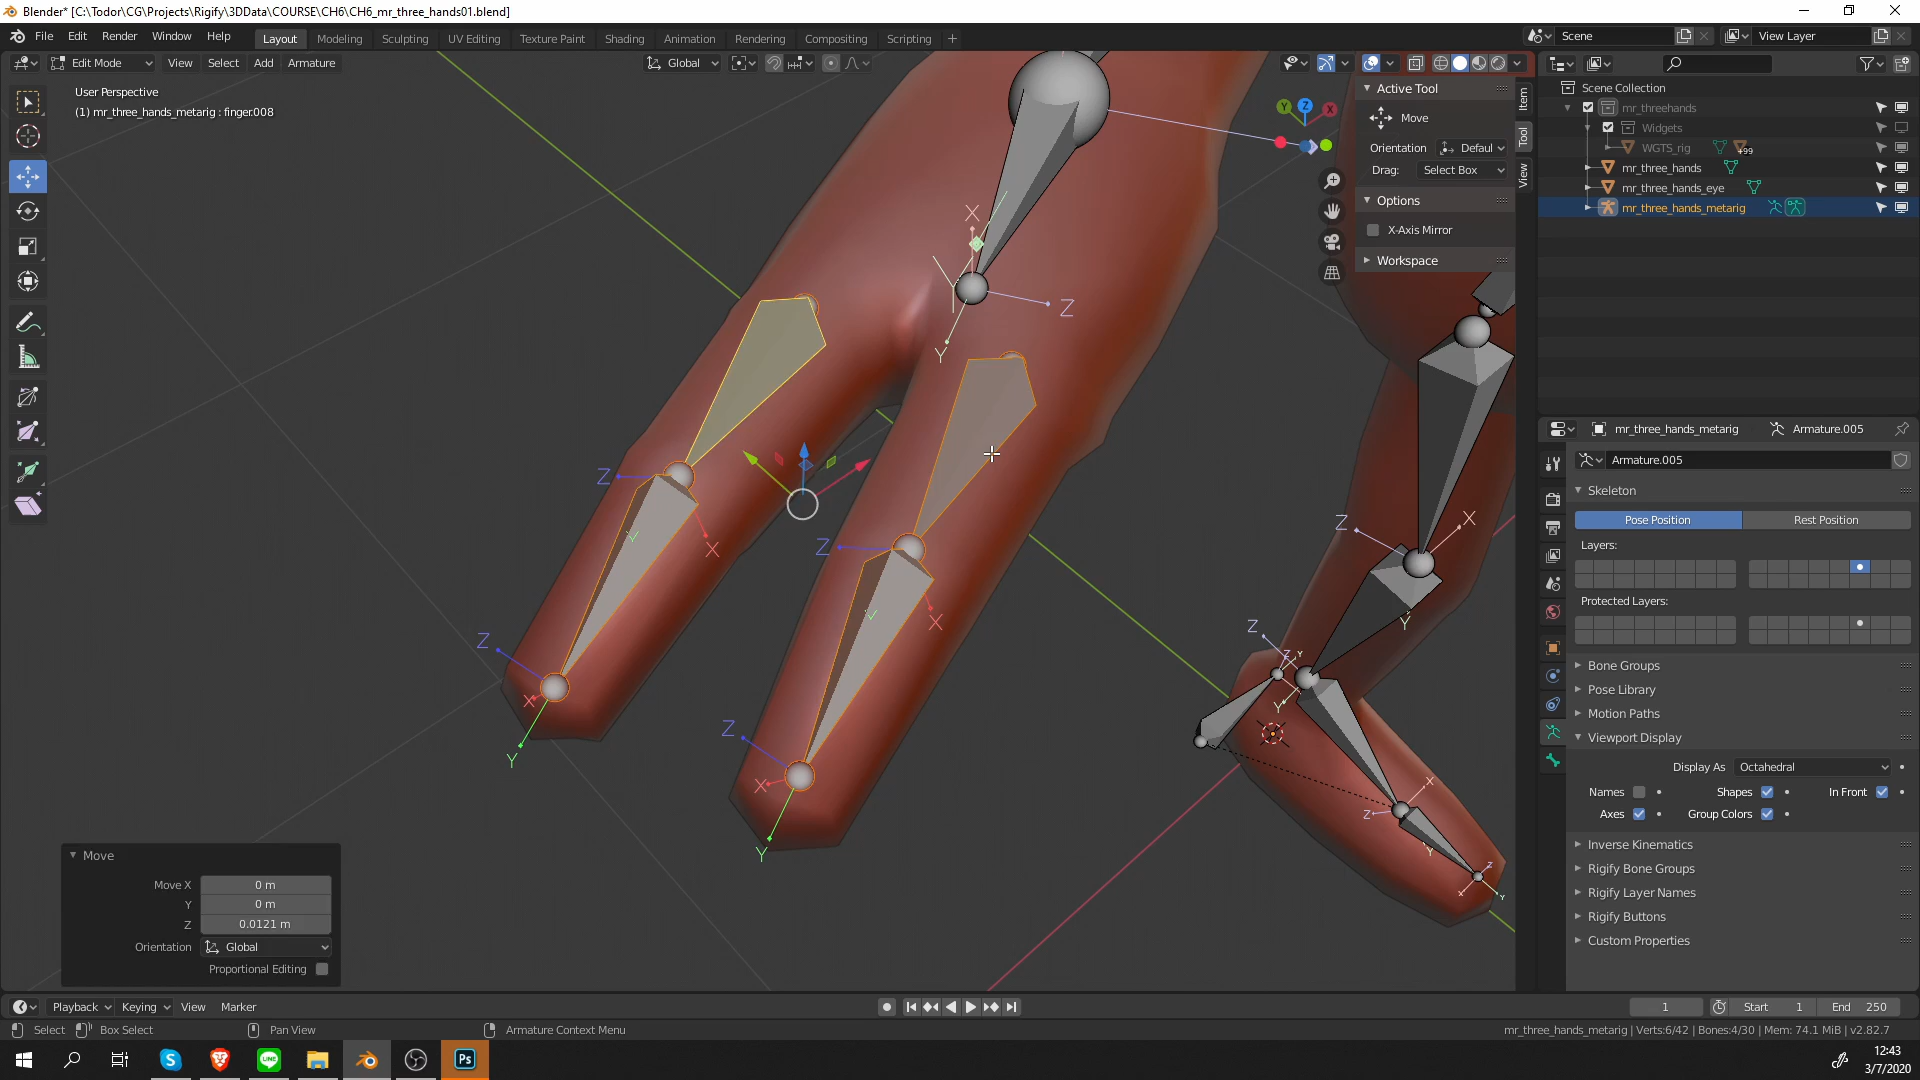 Blender* [C:\Todor\CG\Projects\Rigify\3DData\COURSE\CH6\CH6_mr_three_hands01.blend]
File Edit Render Window Help
Layout Modeling Sculpting UV Editing Texture Paint Shading Animation Rendering Compositing Scripting +
Scene
View Layer
Edit Mode View Select Add Armature
Global
User Perspective
(1) mr_three_hands_metarig : finger.008
Active Tool
Move
Orientation Defaul
Drag: Select Box
Options
X-Axis Mirror
Workspace
Item
Tool
View
Scene Collection
mr_threehands
Widgets
WGTS_rig +99
mr_three_hands
mr_three_hands_eye
mr_three_hands_metarig
mr_three_hands_metarig Armature.005
Armature.005
Skeleton
Pose Position Rest Position
Layers:
Protected Layers:
Bone Groups
Pose Library
Motion Paths
Viewport Display
Display As Octahedral
Names Shapes In Front
Axes Group Colors
Inverse Kinematics
Rigify Bone Groups
Rigify Layer Names
Rigify Buttons
Custom Properties
Move
Move X 0 m
Y 0 m
Z 0.0121 m
Orientation Global
Proportional Editing
Playback Keying View Marker
1 Start 1 End 250
Select Box Select Pan View Armature Context Menu
mr_three_hands_metarig | Verts:6/42 | Bones:4/30 | Mem: 74.1 MiB | v2.82.7
12:43
3/7/2020